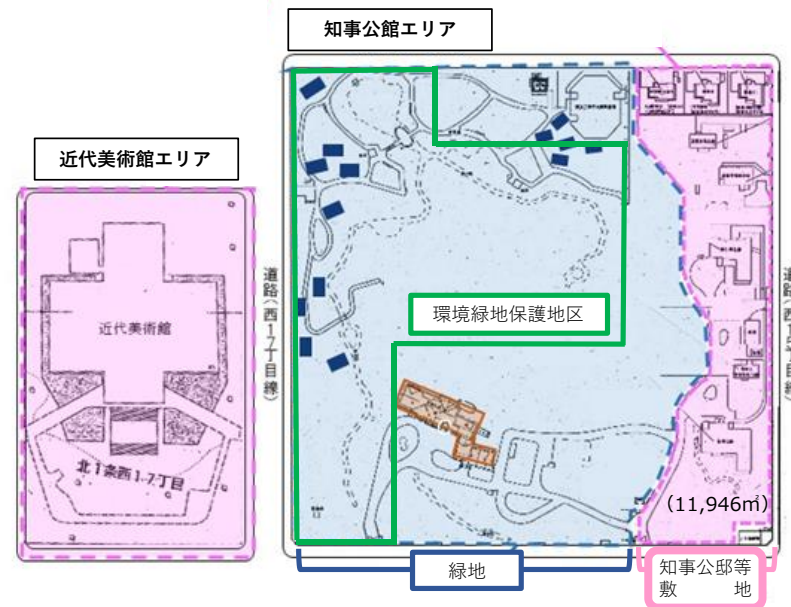 知事公館エリア
近代美術館エリア
道路(西17丁目線)
近代美術館
北1条西17丁目
環境緑地保護地区
道路(西15丁目線)
(11,946㎡)
緑地
知事公邸等
敷　　地